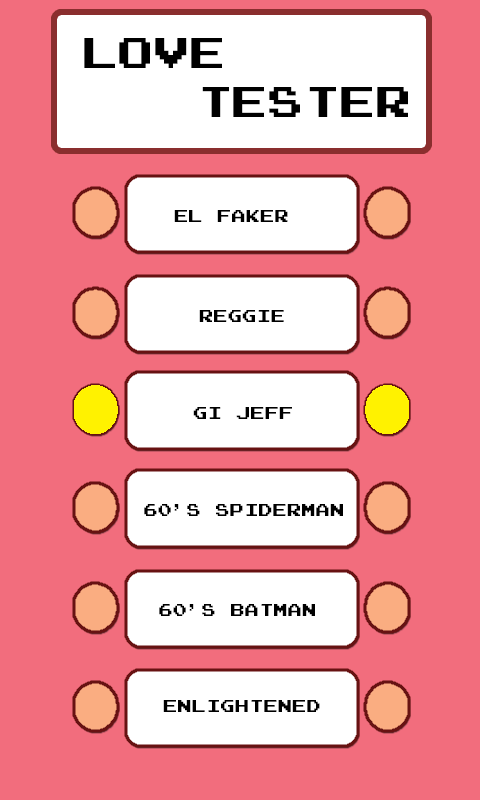 LOVE
TESTER
EL FAKER
REGGIE
GI JEFF
60'S SPIDERMAN
60'S BATMAN
ENLIGHTENED